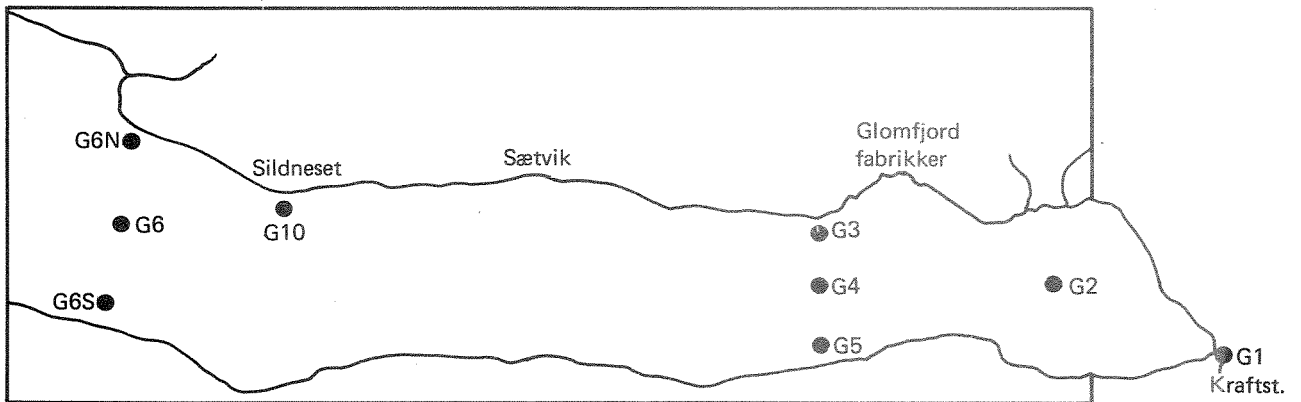 Glomfjord
fabrikker
G6N
Sildneset
Sætvik
G6
G10
G3
G6S
G4
G2
G5
G1
Kraftst.